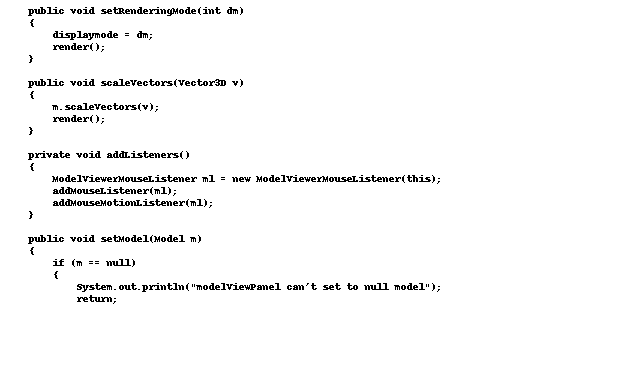 public void setRenderingMode(int dm)
{
displaymode = dm;
render();
}
public void scaleVectors(Vector3D v)
{
m.scaleVectors(v);
render();
}
private void addListeners()
{
ModelViewerMouseListener ml = new ModelViewerMouseListener(this);
addMouseListener(ml);
addMouseMotionListener(ml);
}
public void setModel(Model m)
{
if (m == null)
{
System.out.println("modelViewPanel can't set to null model");
return;